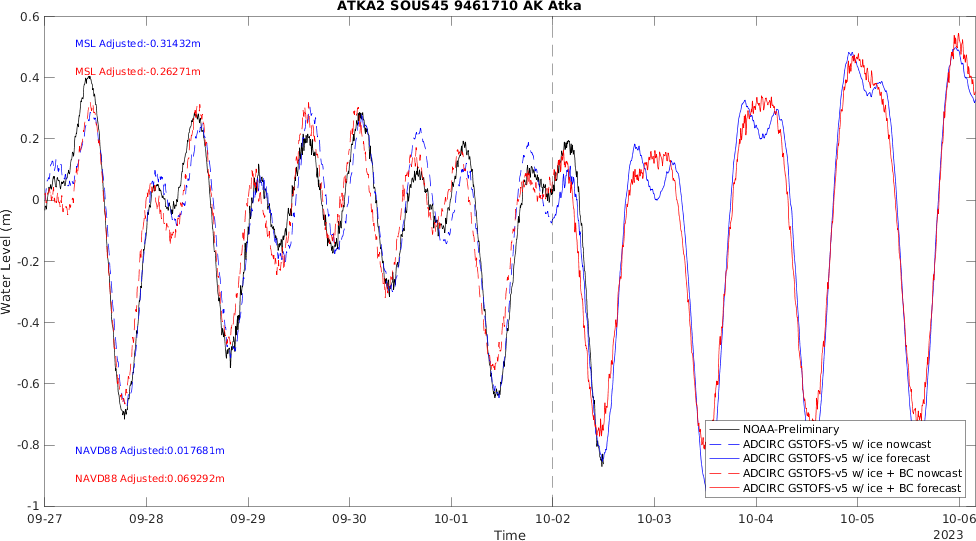 ATKA2 SOUS45 9461710 AK Atka
MSL Adjusted:-0.31432m
MSL Adjusted:-0.26271m
NAVD88 Adjusted:0.017681m
NAVD88 Adjusted:0.069292m
Water Level (m)
0.6
0.4
0.2
0
-0.2
-0.4
-0.6
-0.8
-1
NOAA-Preliminary
ADCIRC GSTOFS-v5 w/ ice nowcast
ADCIRC GSTOFS-v5 w/ ice forecast
ADCIRC GSTOFS-v5 w/ice + BC nowcast
ADCIRC GSTOFS-v5 w/ ice + BC forecast
09-27 09-28 09-29 09-30 10-01 10-02 10-03 10-04 10-05 10-06
Time
2023